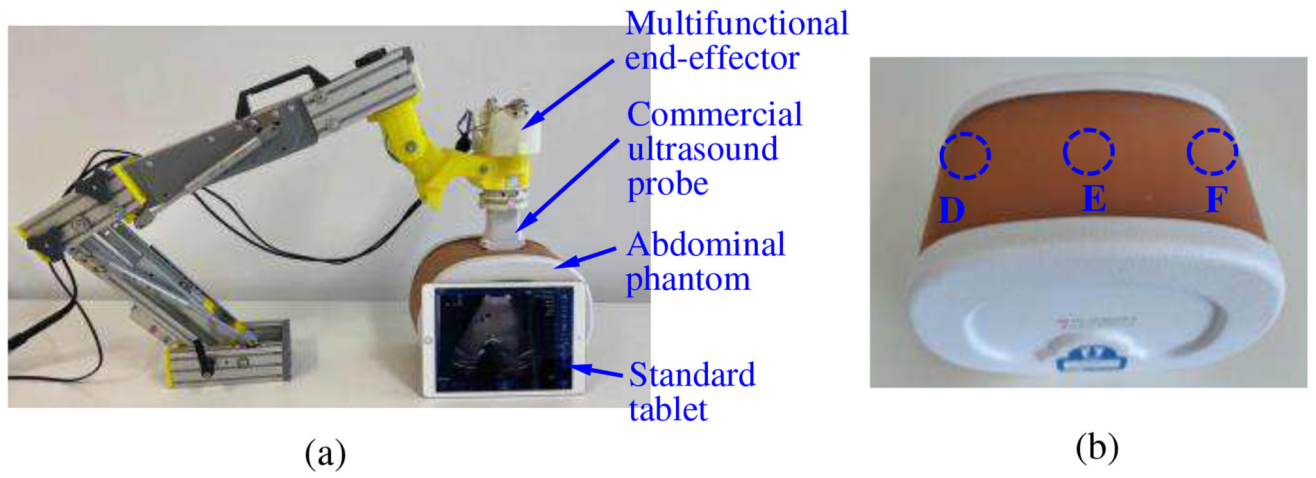 Multifunctional
end-effector
Commercial
ultrasound
probe
Abdominal
phantom
Standard
tablet
D
E
F
(a)
(b)